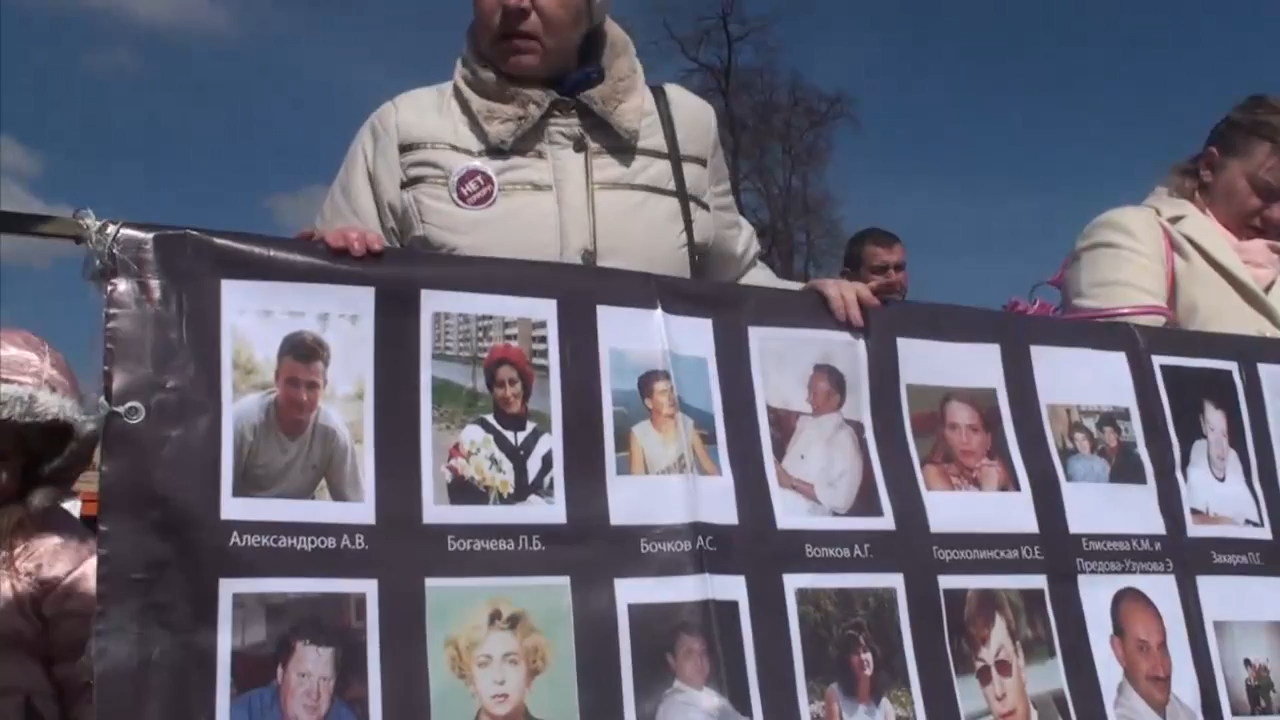 НЕТ
Александров А.В.
Богачева Л.Б.
Бочков А.С.
Волков А.Г.
Горохолинская Ю.Е.
Елисеева К.М. и
Предова-Узунова Э
Захаров П.Г.